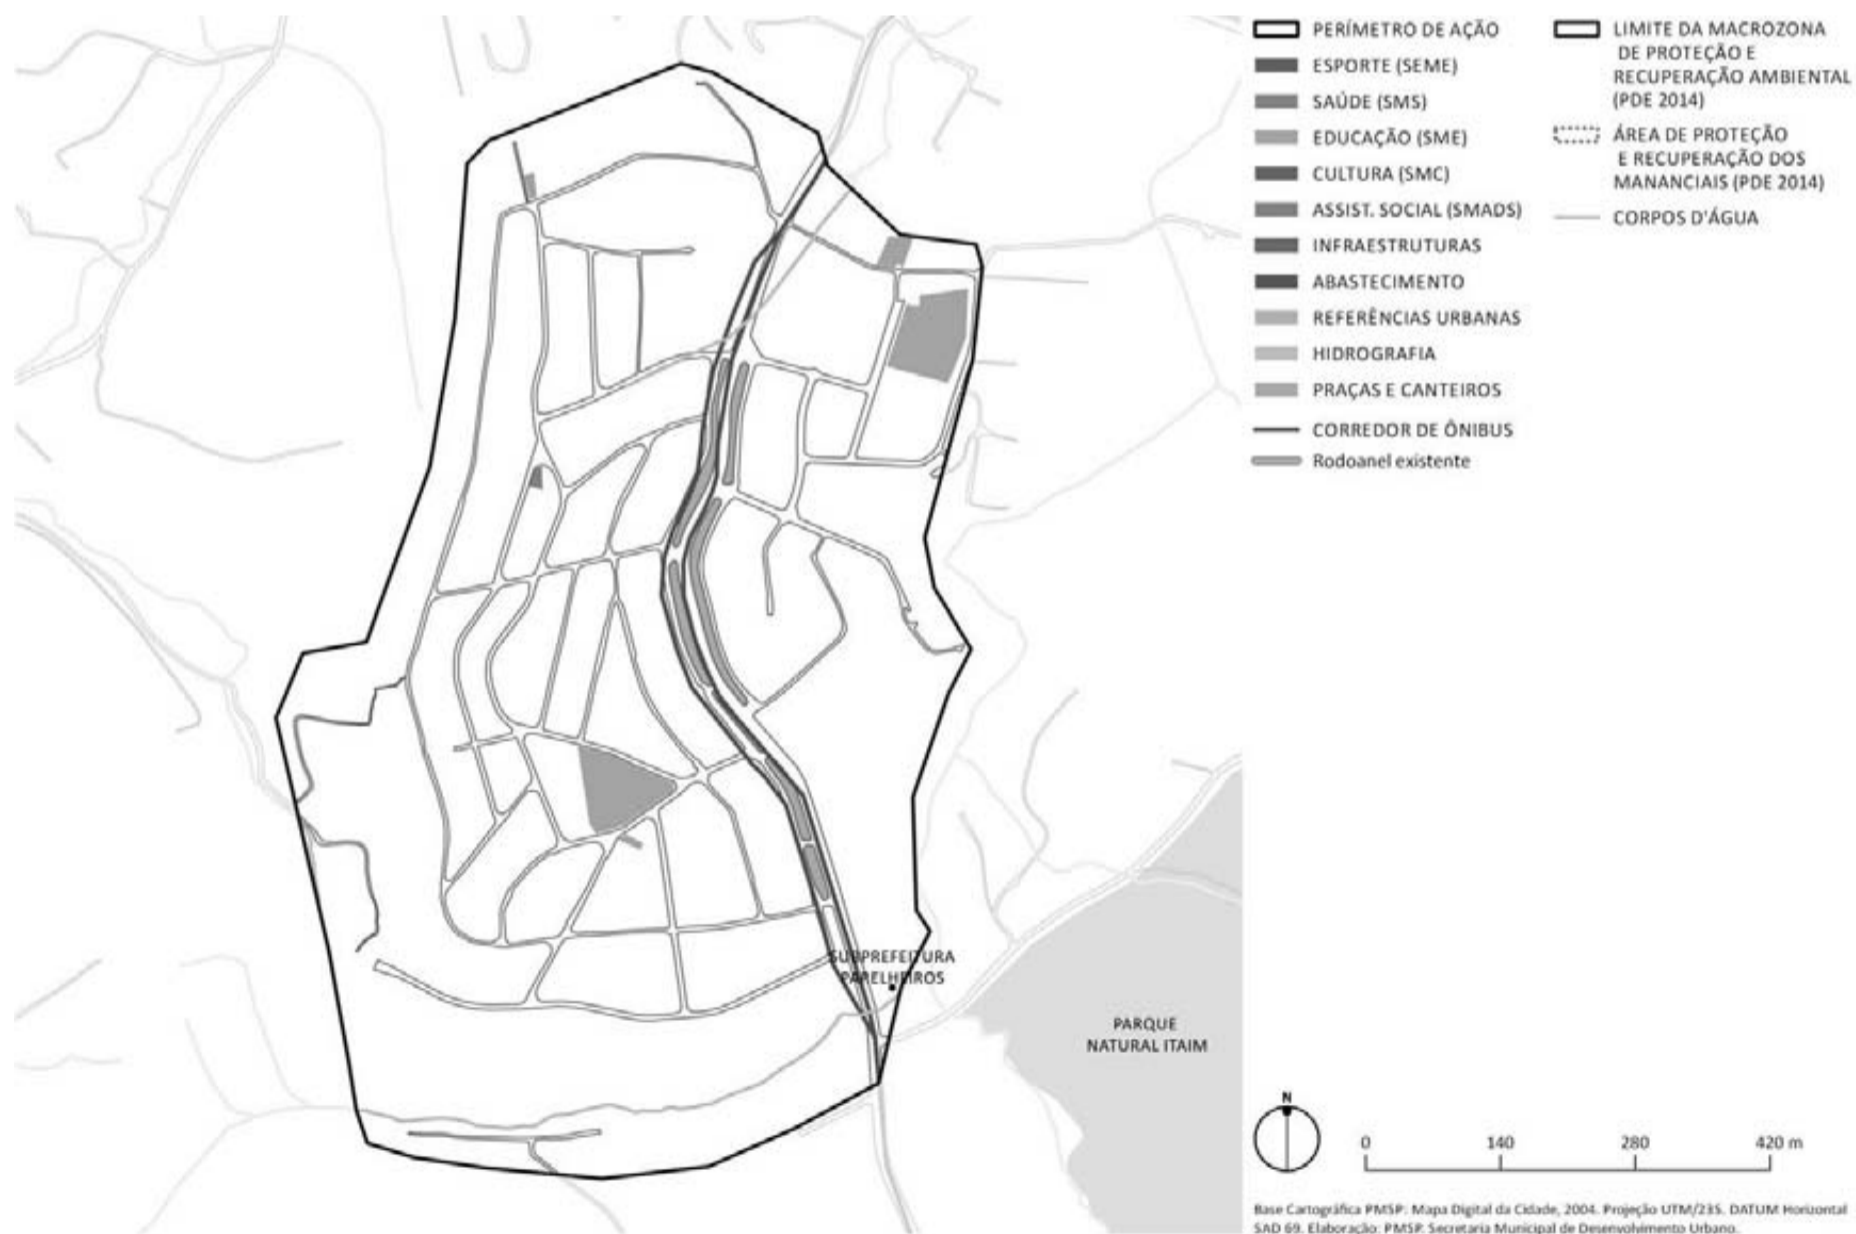 PERÍMETRO DE AÇÃO
ESPORTE (SEME)
SAÚDE (SMS)
EDUCAÇÃO (SME)
CULTURA (SMC)
ASSIST. SOCIAL (SMADS)
INFRAESTRUTURAS
ABASTECIMENTO
REFERÊNCIAS URBANAS
HIDROGRAFIA
PRAÇAS E CANTEIROS
CORREDOR DE ÔNIBUS
Rodoanel existente
LIMITE DA MACROZONA
DE PROTEÇÃO E
RECUPERAÇÃO AMBIENTAL
(PDE 2014)
ÁREA DE PROTEÇÃO
E RECUPERAÇÃO DOS
MANANCIAIS (PDE 2014)
CORPOS D'ÁGUA
SUBPREFEITURA
PARELHEIROS
PARQUE
NATURAL ITAIM
N
0 140 280 420 m
Base Cartográfica PMSP: Mapa Digital da Cidade, 2004. Projeção UTM/23S. DATUM Horizontal
SAD 69. Elaboração: PMSP. Secretaria Municipal de Desenvolvimento Urbano.